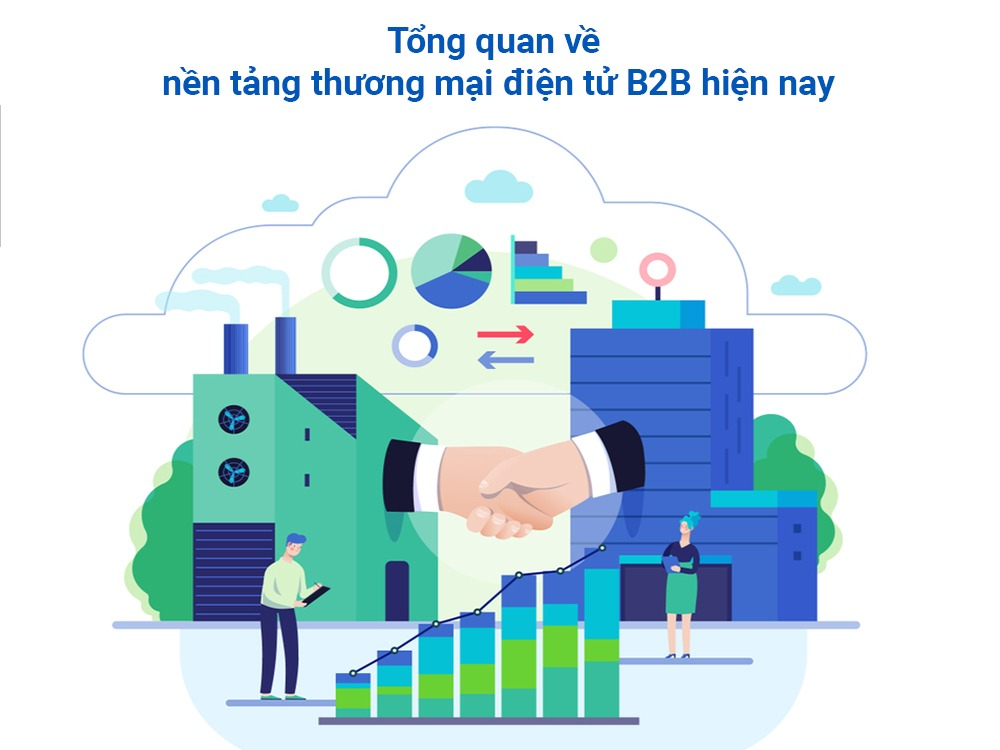 Tổng quan về
nền tảng thương mại điện tử B2B hiện nay